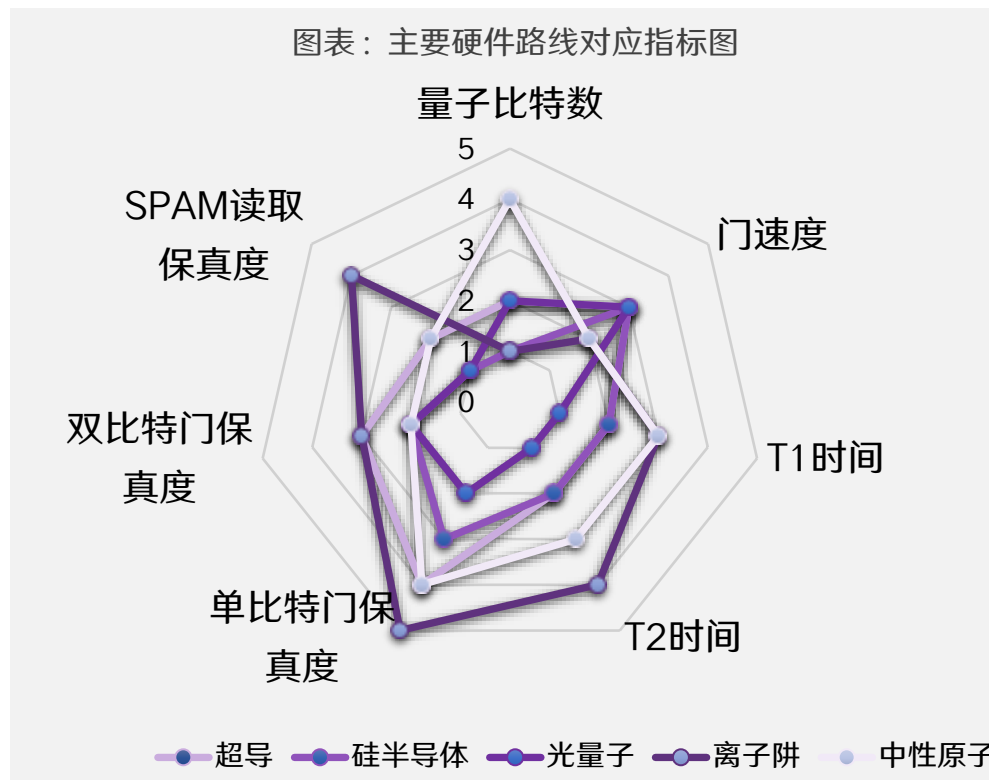 图表：主要硬件路线对应指标图
量子比特数
5
4
3
2
1
0
门速度
T1时间
T2时间
单比特门保
真度
双比特门保
真度
SPAM读取
保真度
超导
硅半导体
光量子
离子阱
中性原子